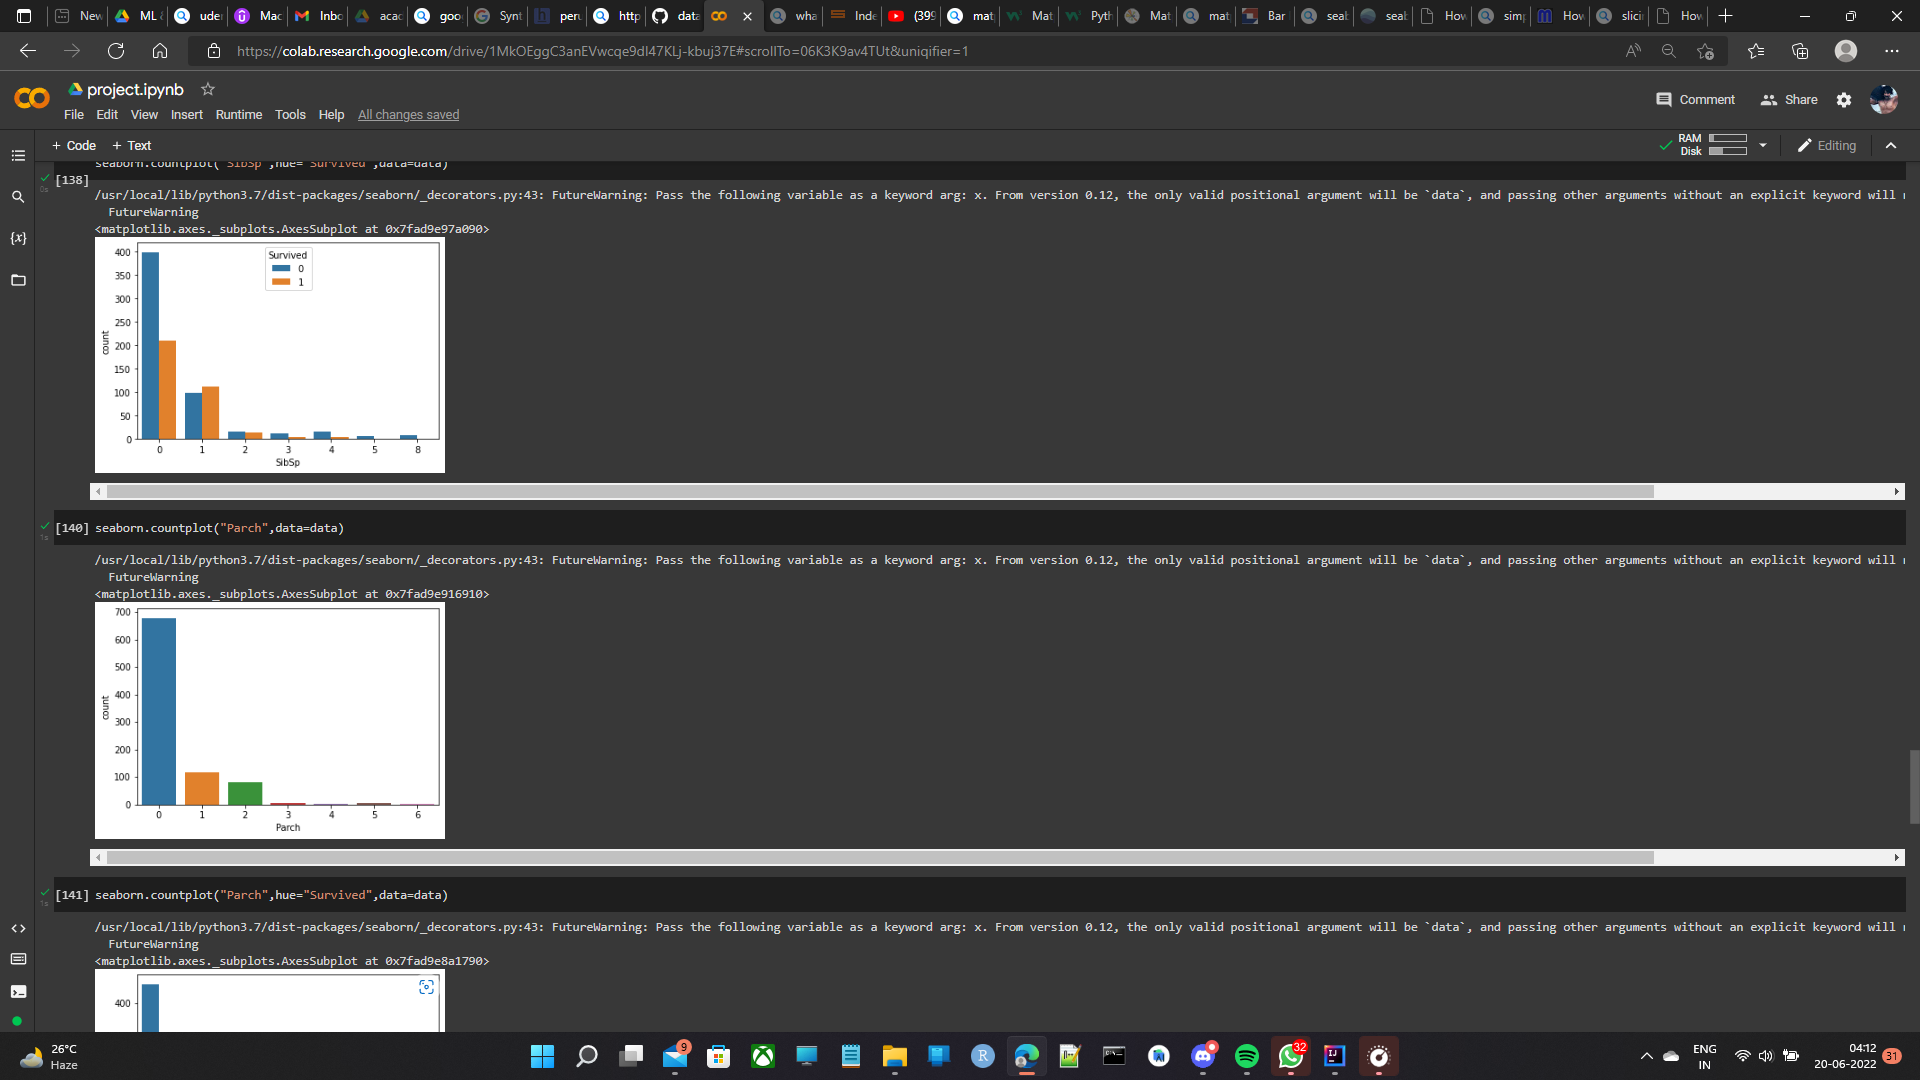 New
ML &
uder
Mac
Inbo
acac
goo
Synt
peru
http
data
wha
Inde
(399
mat
Mat
Pyth
Mat
mat
Bar
seab
seab
How
simp
How
slici
How
https://colab.research.google.com/drive/1MkOEggC3anEVwcqe9dI47KLj-kbuj37E#scrollTo=06K3K9av4TUt&uniqifier=1
project.ipynb
Comment Share
File Edit View Insert Runtime Tools Help All changes saved
+ Code + Text
RAM
Disk
Editing
seaborn.countplot("SibSp",hue="Survived",data=data)
[138]
0s
/usr/local/lib/python3.7/dist-packages/seaborn/_decorators.py:43: FutureWarning: Pass the following variable as a keyword arg: x. From version 0.12, the only valid positional argument will be `data`, and passing other arguments without an explicit keyword will
FutureWarning
<matplotlib.axes._subplots.AxesSubplot at 0x7fad9e97a090>
Survived
0
1
400
350
300
250
200
150
100
50
0
count
0 1 2 3 4 5 8
SibSp
[140] seaborn.countplot("Parch",data=data)
1s
/usr/local/lib/python3.7/dist-packages/seaborn/_decorators.py:43: FutureWarning: Pass the following variable as a keyword arg: x. From version 0.12, the only valid positional argument will be `data`, and passing other arguments without an explicit keyword will
FutureWarning
<matplotlib.axes._subplots.AxesSubplot at 0x7fad9e916910>
700
600
500
400
300
200
100
0
count
0 1 2 3 4 5 6
Parch
[141] seaborn.countplot("Parch",hue="Survived",data=data)
1s
/usr/local/lib/python3.7/dist-packages/seaborn/_decorators.py:43: FutureWarning: Pass the following variable as a keyword arg: x. From version 0.12, the only valid positional argument will be `data`, and passing other arguments without an explicit keyword will
FutureWarning
<matplotlib.axes._subplots.AxesSubplot at 0x7fad9e8a1790>
400
26°C
Haze
9
32
ENG
IN
04:12
20-06-2022
31